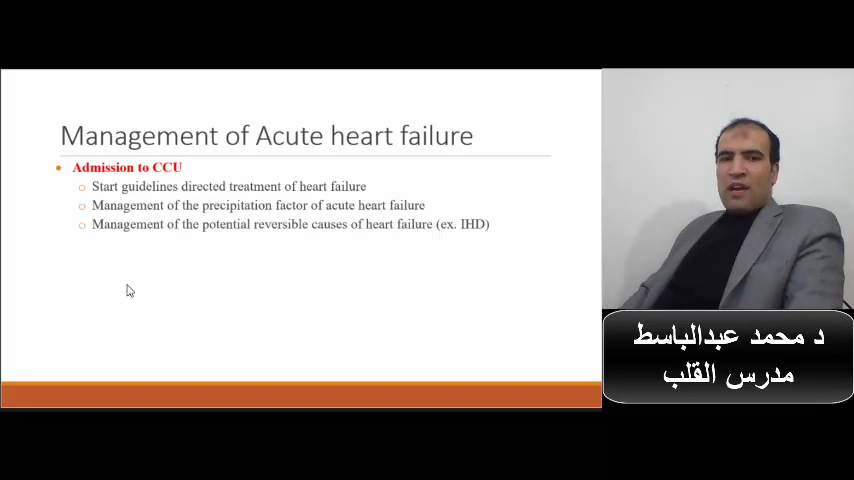 Management of Acute heart failure
Admission to CCU
Start guidelines directed treatment of heart failure
Management of the precipitation factor of acute heart failure
Management of the potential reversible causes of heart failure (ex. IHD)
د محمد عبدالباسط
مدرس القلب